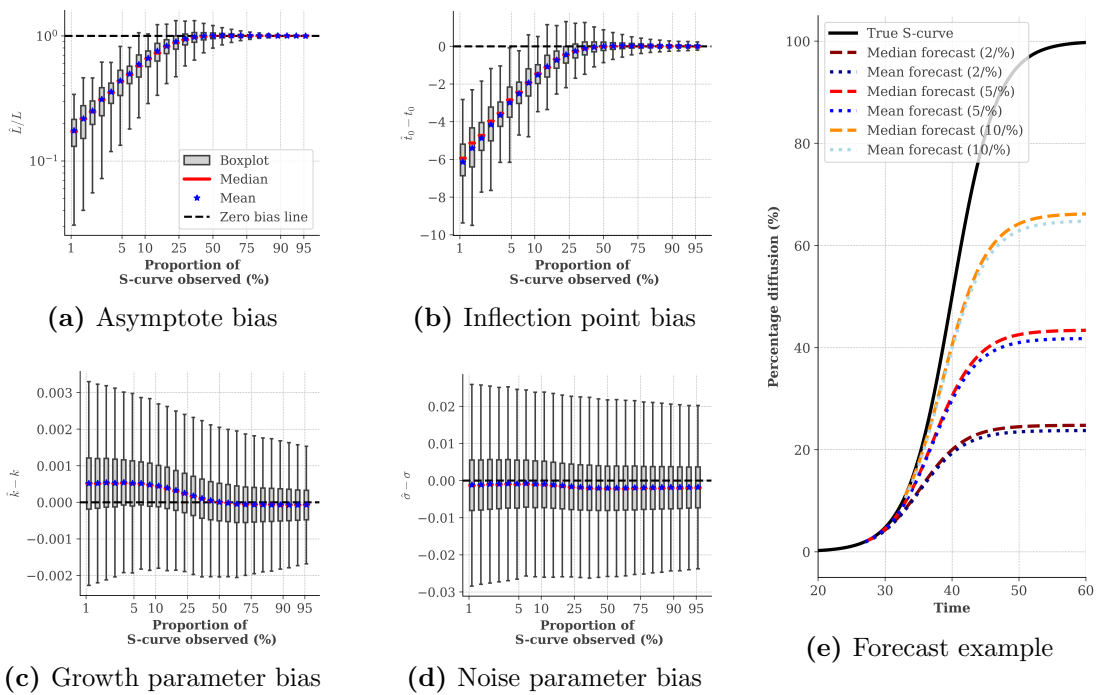 10⁰
10⁻¹
L̂/L
Boxplot
Median
Mean
Zero bias line
1 5 10 25 50 75 90 95
Proportion of
S-curve observed (%)
(a) Asymptote bias
0
−2
−4
−6
−8
−10
t̂₀ − t₀
1 5 10 25 50 75 90 95
Proportion of
S-curve observed (%)
(b) Inflection point bias
0.003
0.002
0.001
0.000
−0.001
−0.002
k̂ − k
1 5 10 25 50 75 90 95
Proportion of
S-curve observed (%)
(c) Growth parameter bias
0.02
0.01
0.00
−0.01
−0.02
−0.03
σ̂ − σ
1 5 10 25 50 75 90 95
Proportion of
S-curve observed (%)
(d) Noise parameter bias
True S-curve
Median forecast (2/%)
Mean forecast (2/%)
Median forecast (5/%)
Mean forecast (5/%)
Median forecast (10/%)
Mean forecast (10/%)
100
80
60
40
20
0
Percentage diffusion (%)
20 30 40 50 60
Time
(e) Forecast example